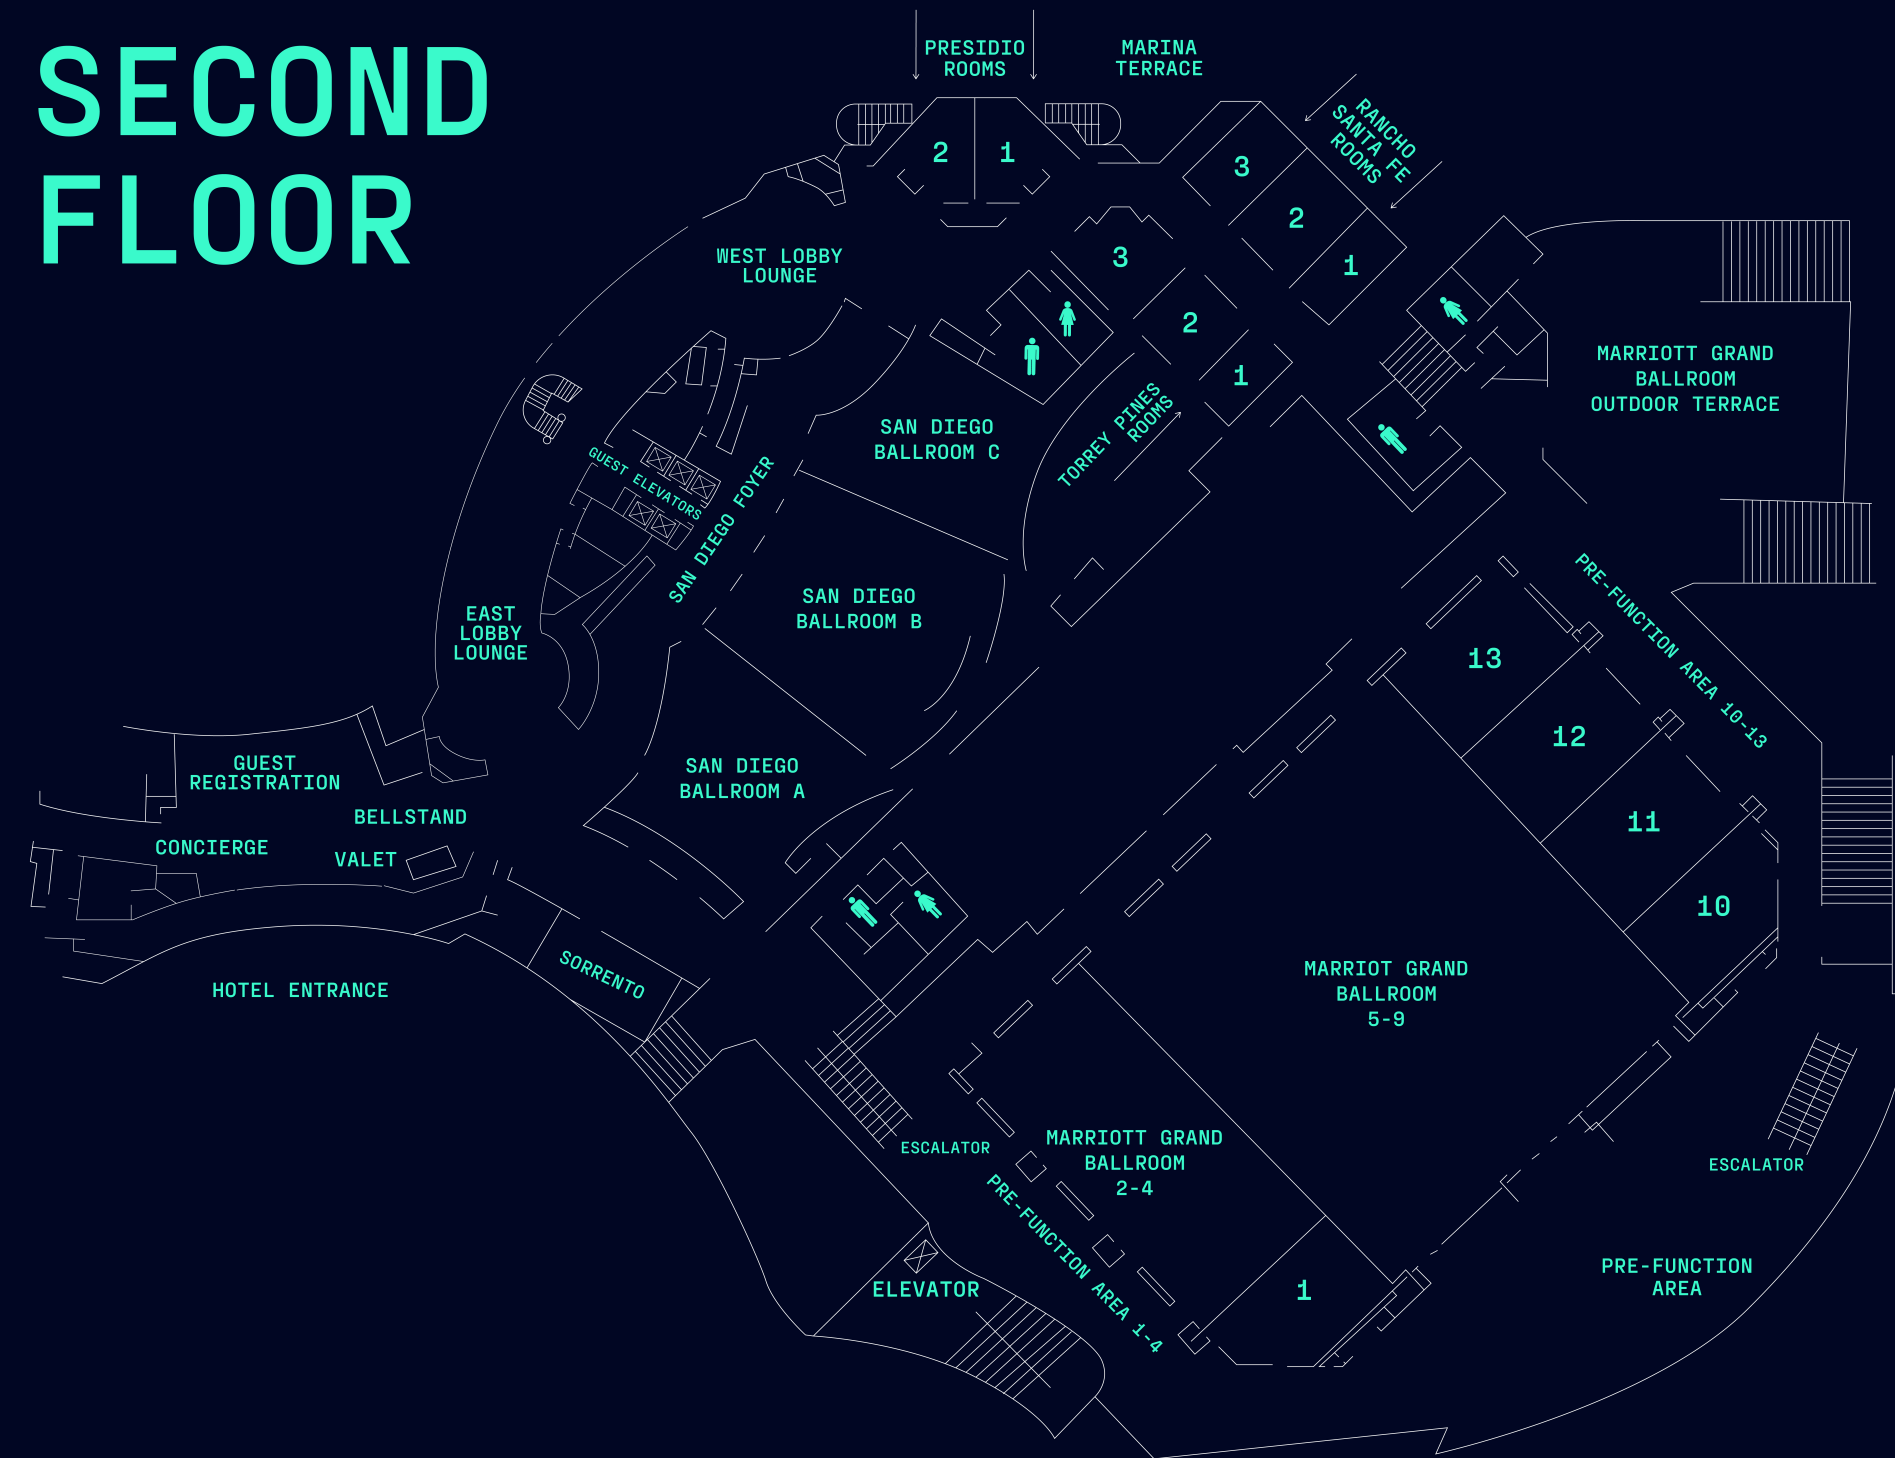 SECOND
FLOOR
PRESIDIO
ROOMS
MARINA
TERRACE
RANCHO
SANTA FE
ROOMS
2
1
3
2
1
WEST LOBBY
LOUNGE
3
2
1
TORREY PINES
ROOMS
MARRIOTT GRAND
BALLROOM
OUTDOOR TERRACE
SAN DIEGO
BALLROOM C
GUEST ELEVATORS
SAN DIEGO FOYER
SAN DIEGO
BALLROOM B
EAST
LOBBY
LOUNGE
PRE-FUNCTION AREA 10-13
13
12
11
10
SAN DIEGO
BALLROOM A
GUEST
REGISTRATION
BELLSTAND
CONCIERGE
VALET
SORRENTO
HOTEL ENTRANCE
MARRIOT GRAND
BALLROOM
5-9
MARRIOTT GRAND
BALLROOM
2-4
ESCALATOR
ESCALATOR
PRE-FUNCTION AREA 1-4
ELEVATOR
1
PRE-FUNCTION
AREA